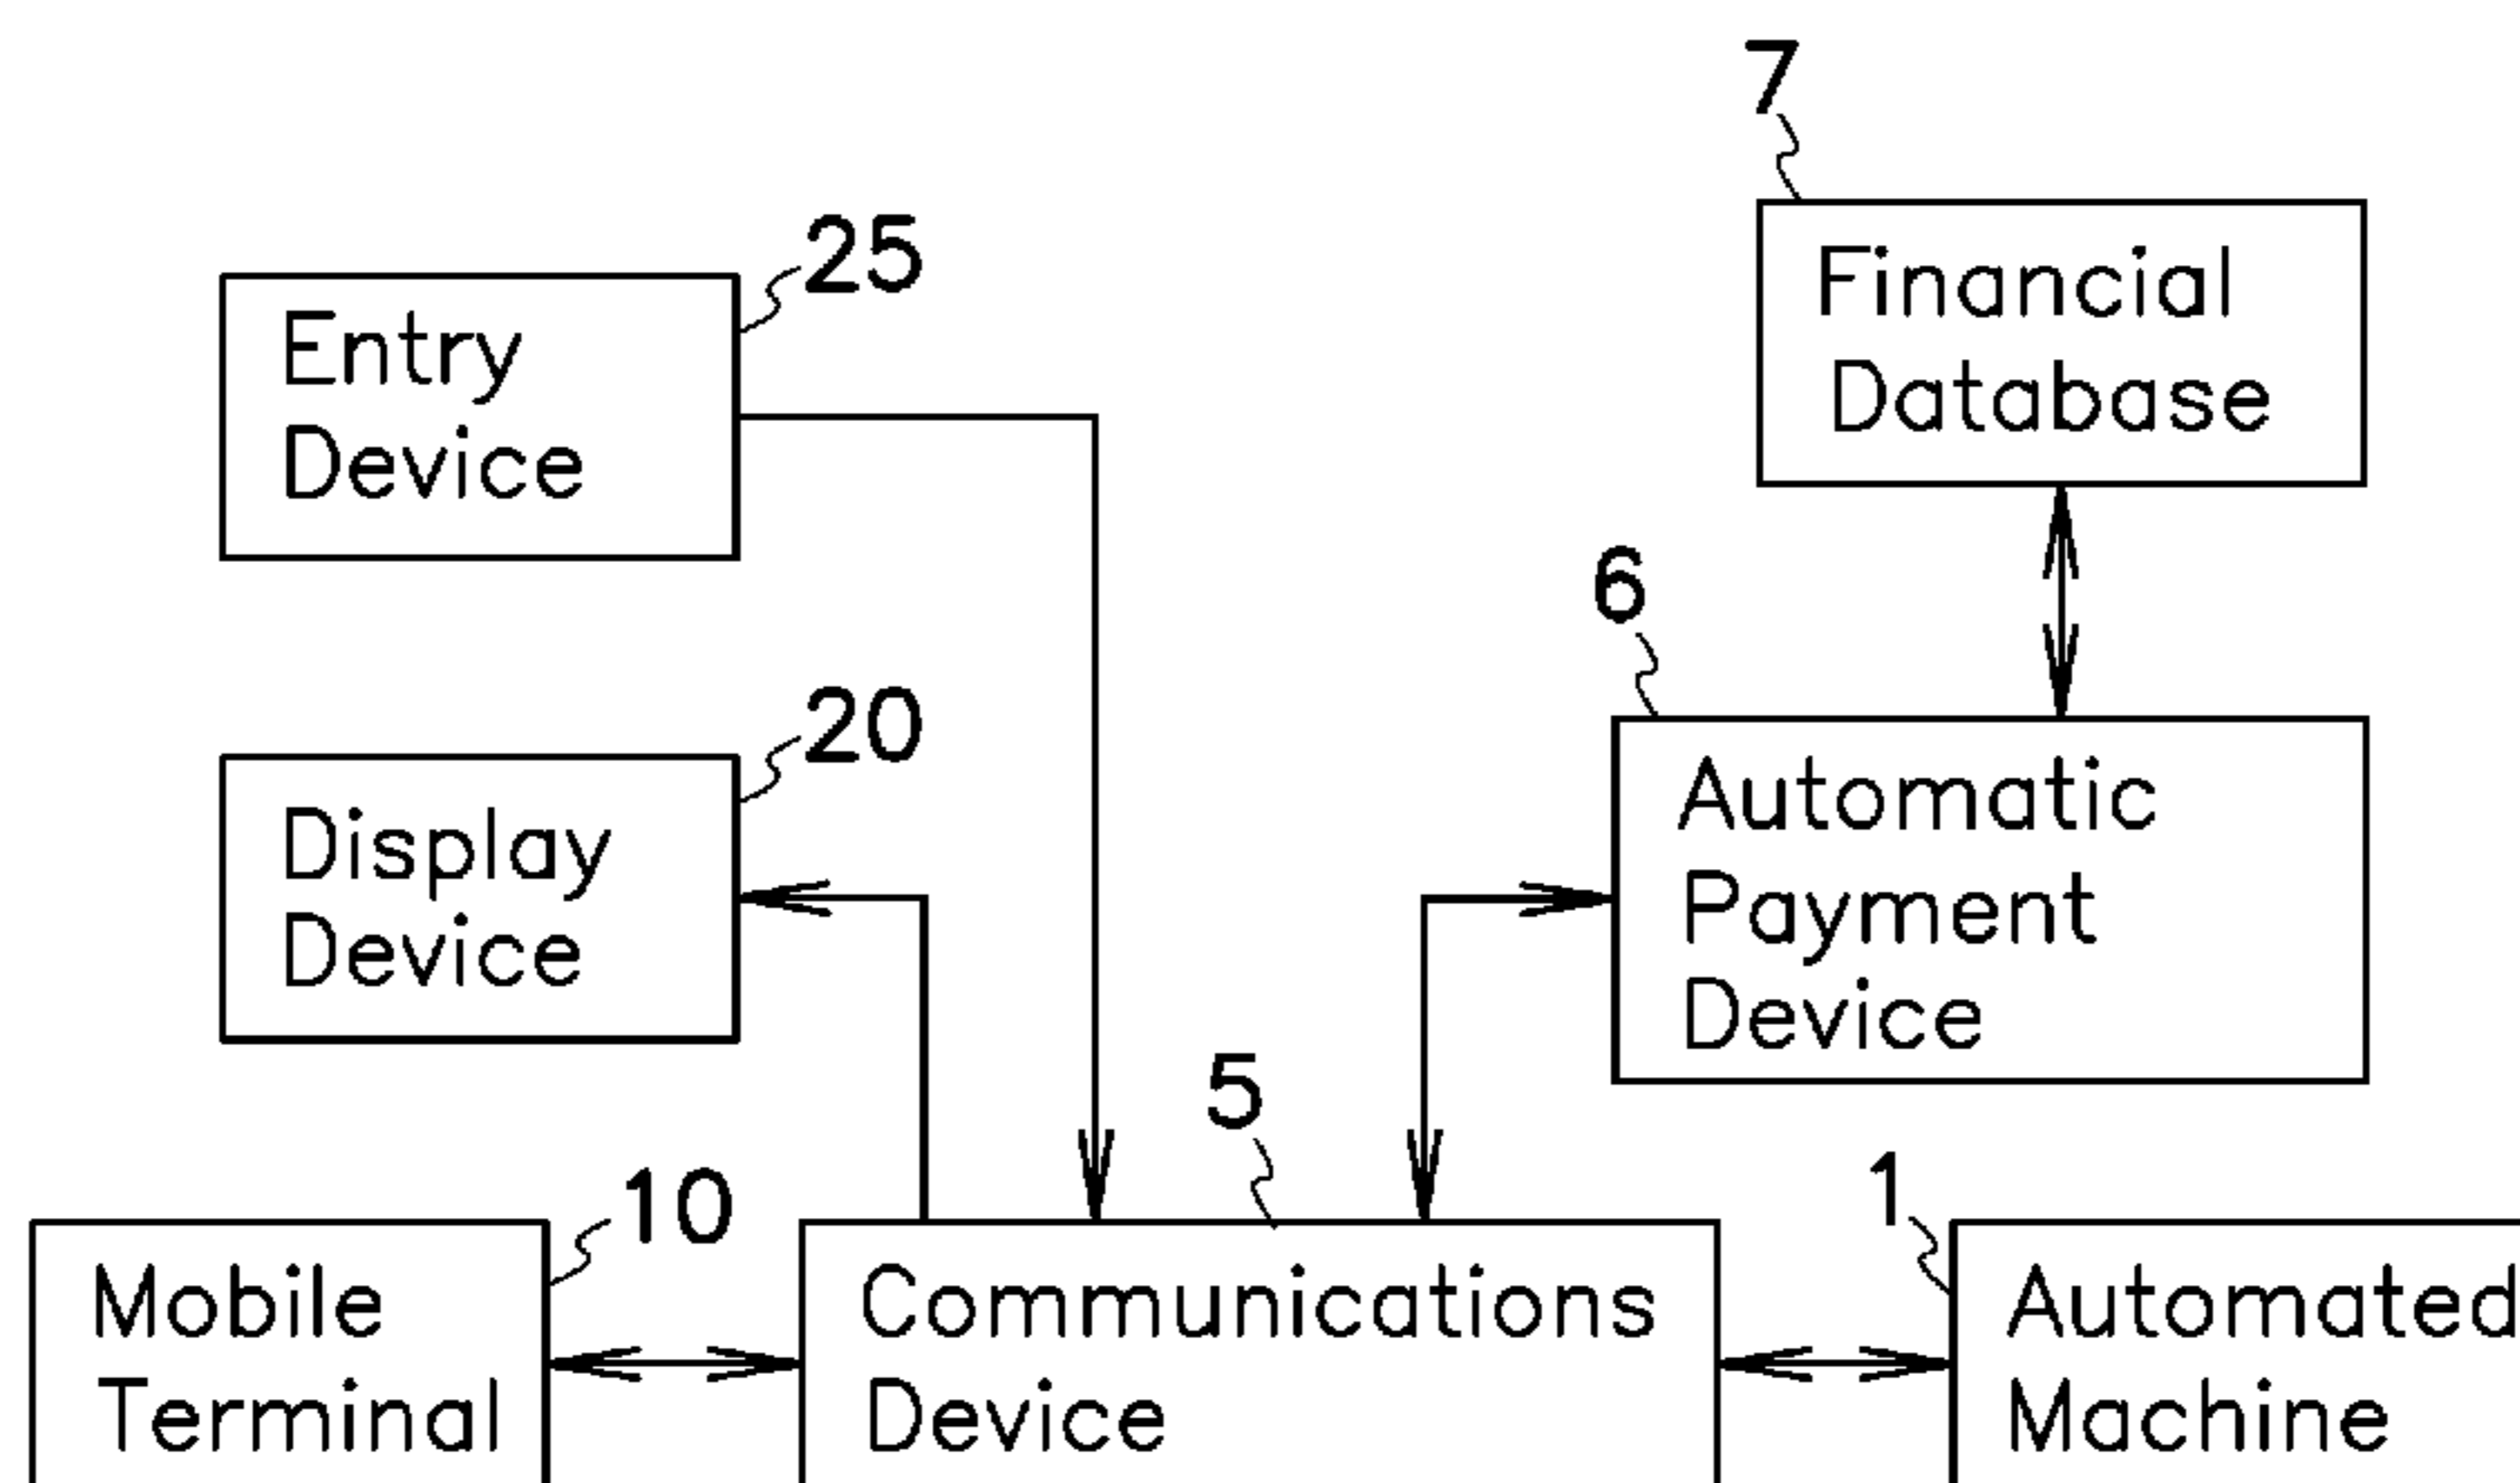 7
Financial
Database
25
Entry
Device
6
20
Automatic
Payment
Device
Display
Device
5
10
1
Mobile
Terminal
Communications
Device
Automated
Machine